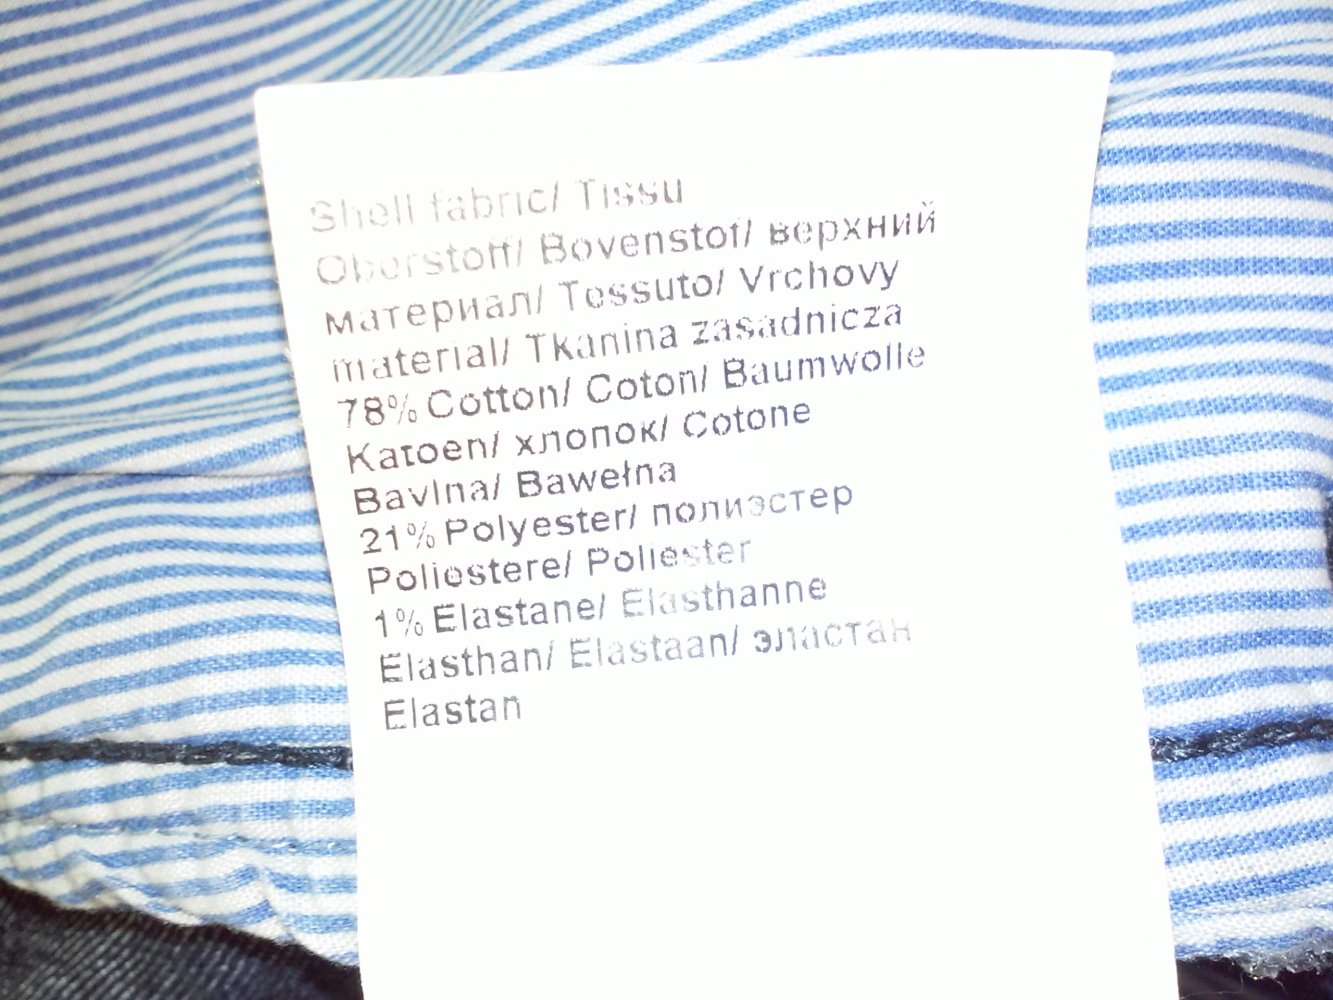 Shell fabric/ Tissu
Oberstoff/ Bovenstof/ верхний
материал/ Tessuto/ Vrchovy
material/ Tkanina zasadnicza
78% Cotton/ Coton/ Baumwolle
Katoen/ хлопок/ Cotone
Bavlna/ Bawełna
21% Polyester/ полиэстер
Poliestere/ Poliester
1% Elastane/ Elasthanne
Elasthan/ Elastaan/ эластан
Elastan